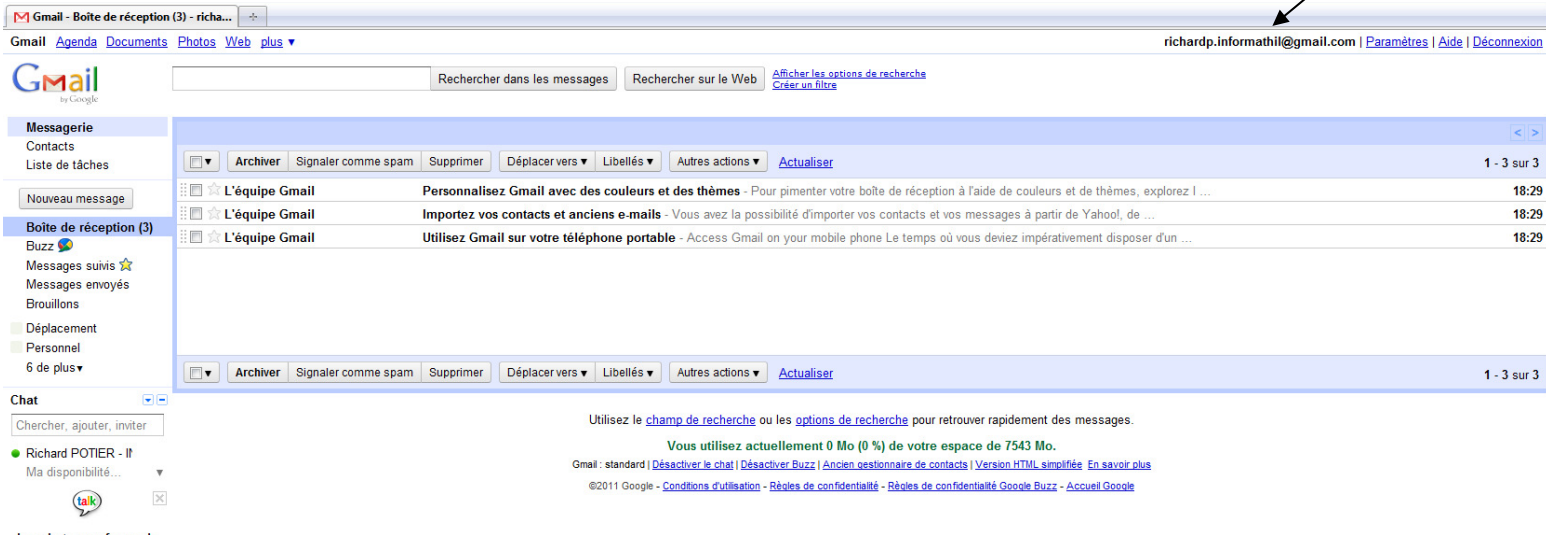 Gmail - Boîte de réception (3) - richa...
Gmail Agenda Documents Photos Web plus ▼ richardp.informathil@gmail.com | Paramètres | Aide | Déconnexion
Gmail by Google
Rechercher dans les messages Rechercher sur le Web Afficher les options de recherche
Créer un filtre
Messagerie
Contacts
Liste de tâches
Nouveau message
Boîte de réception (3)
Buzz
Messages suivis
Messages envoyés
Brouillons
Déplacement
Personnel
6 de plus ▼
Chat
Chercher, ajouter, inviter
Richard POTIER -
Ma disponibilité... ▼
talk
< >
Archiver Signaler comme spam Supprimer Déplacer vers ▼ Libellés ▼ Autres actions ▼ Actualiser 1 - 3 sur 3
L'équipe Gmail Personnalisez Gmail avec des couleurs et des thèmes - Pour pimenter votre boîte de réception à l'aide de couleurs et de thèmes, explorez l ... 18:29
L'équipe Gmail Importez vos contacts et anciens e-mails - Vous avez la possibilité d'importer vos contacts et vos messages à partir de Yahoo!, de ... 18:29
L'équipe Gmail Utilisez Gmail sur votre téléphone portable - Access Gmail on your mobile phone Le temps où vous deviez impérativement disposer d'un ... 18:29
Archiver Signaler comme spam Supprimer Déplacer vers ▼ Libellés ▼ Autres actions ▼ Actualiser 1 - 3 sur 3
Utilisez le champ de recherche ou les options de recherche pour retrouver rapidement des messages.
Vous utilisez actuellement 0 Mo (0 %) de votre espace de 7543 Mo.
Gmail : standard | Désactiver le chat | Désactiver Buzz | Ancien gestionnaire de contacts | Version HTML simplifiée En savoir plus
©2011 Google - Conditions d'utilisation - Règles de confidentialité - Règles de confidentialité Google Buzz - Accueil Google